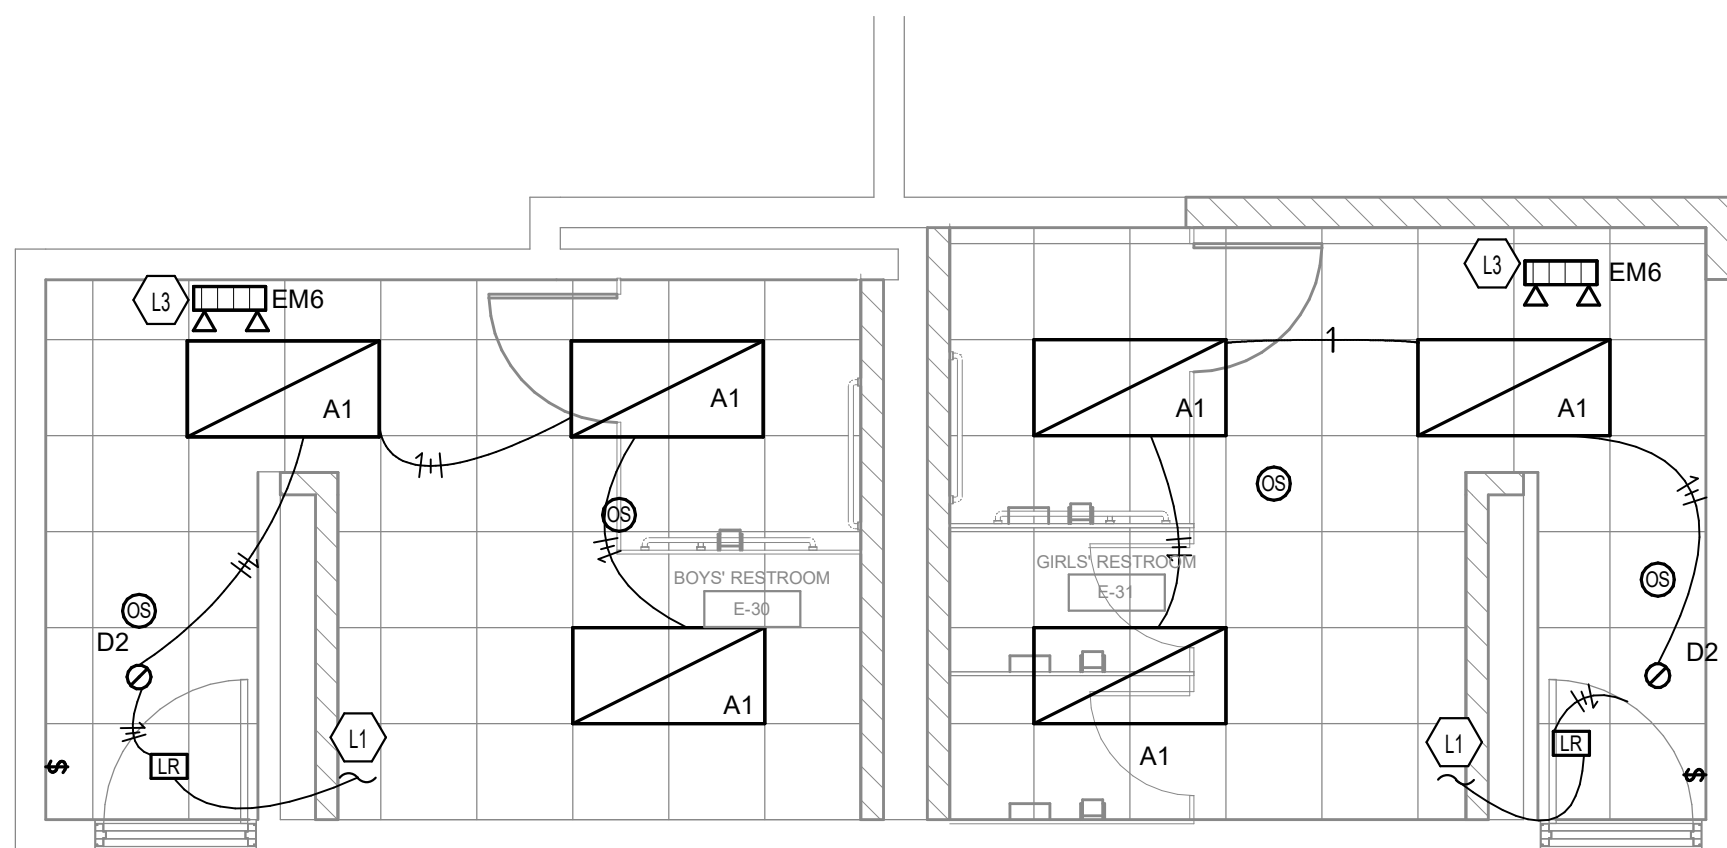 L3 EM6
L3 EM6
A1
A1
A1
A1
OS
OS
BOYS' RESTROOM
E-30
GIRLS' RESTROOM
E-31
OS
OS
D2
D2
A1
A1
L1
L1
LR
LR
$
$